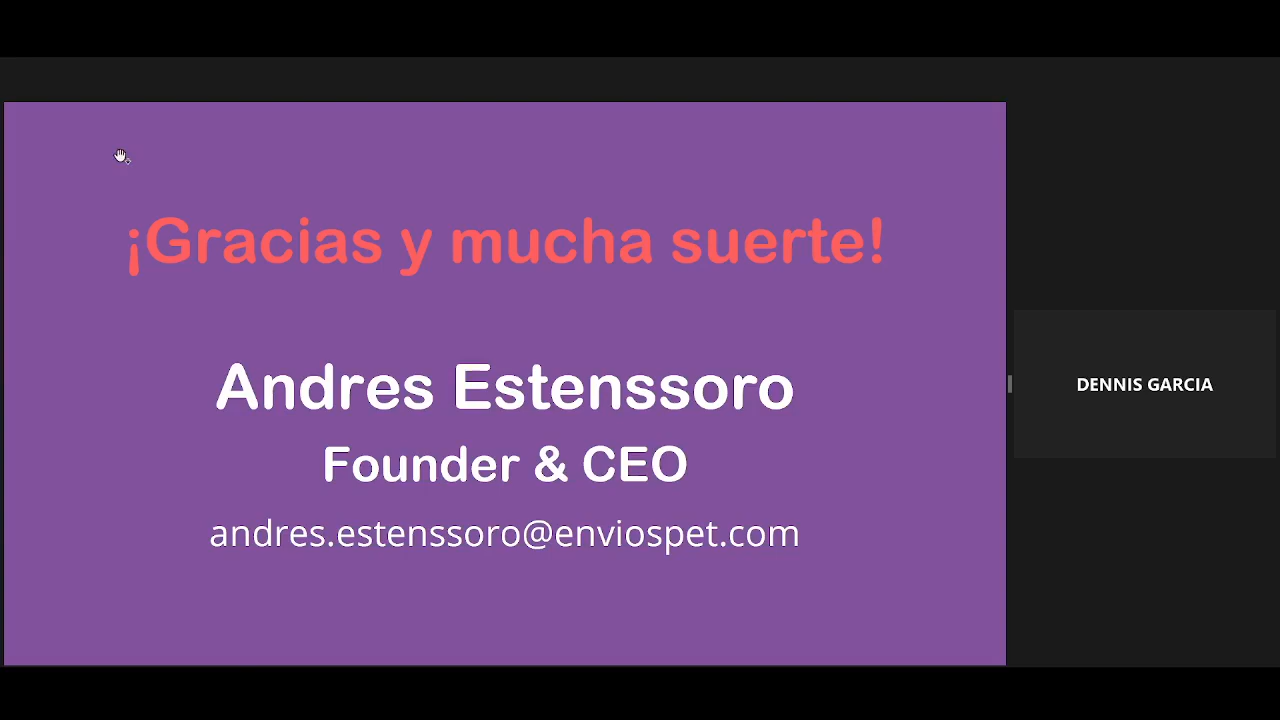 ¡Gracias y mucha suerte!
Andres Estenssoro
Founder & CEO
andres.estenssoro@enviospet.com
DENNIS GARCIA